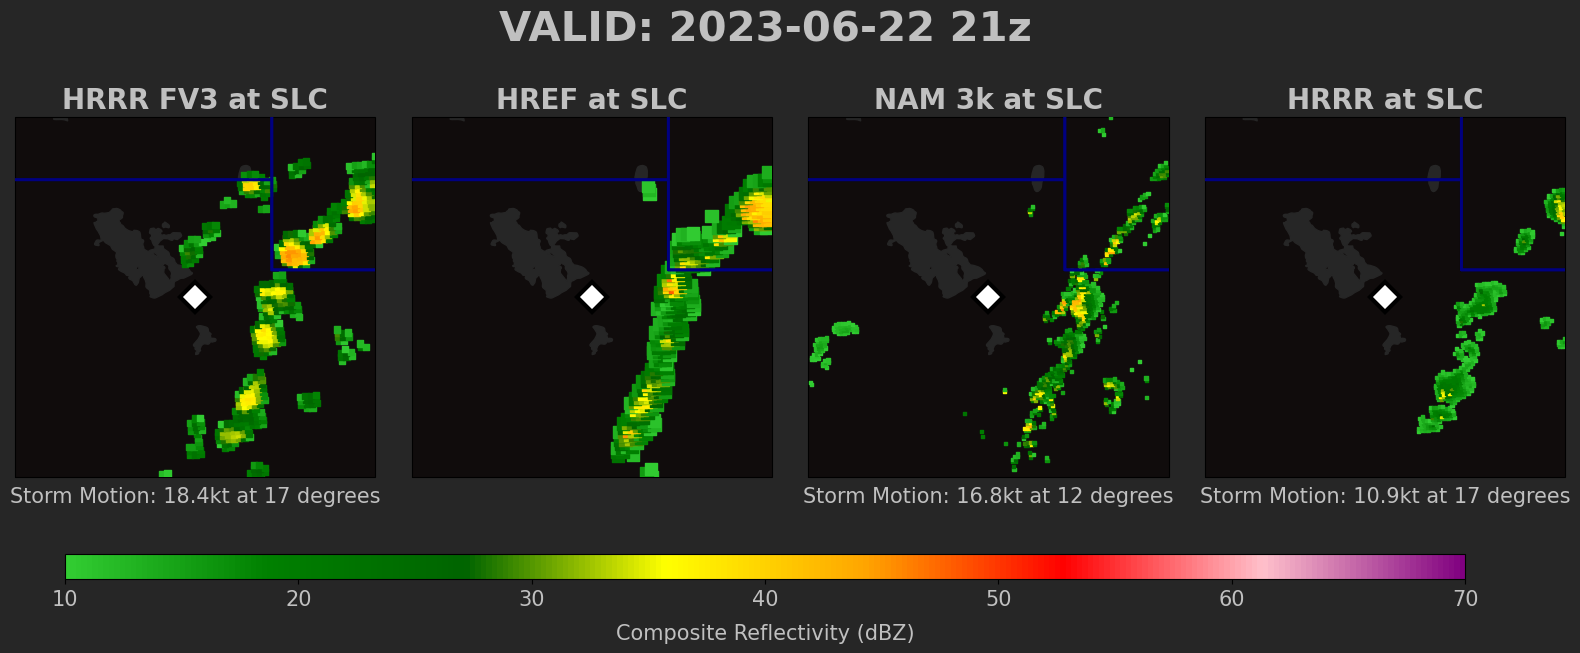 VALID: 2023-06-22 21z
HRRR FV3 at SLC
HREF at SLC
NAM 3k at SLC
HRRR at SLC
Storm Motion: 18.4kt at 17 degrees
Storm Motion: 16.8kt at 12 degrees
Storm Motion: 10.9kt at 17 degrees
10 20 30 40 50 60 70
Composite Reflectivity (dBZ)